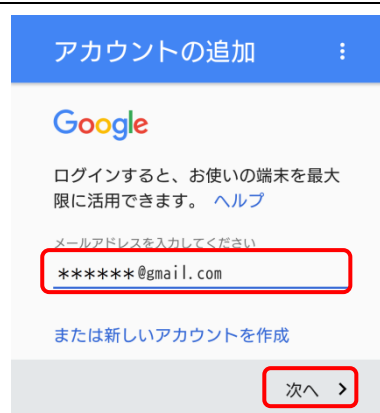 アカウントの追加
Google
ログインすると、お使いの端末を最大
限に活用できます。 ヘルプ
メールアドレスを入力してください
******@gmail.com
または新しいアカウントを作成
次へ